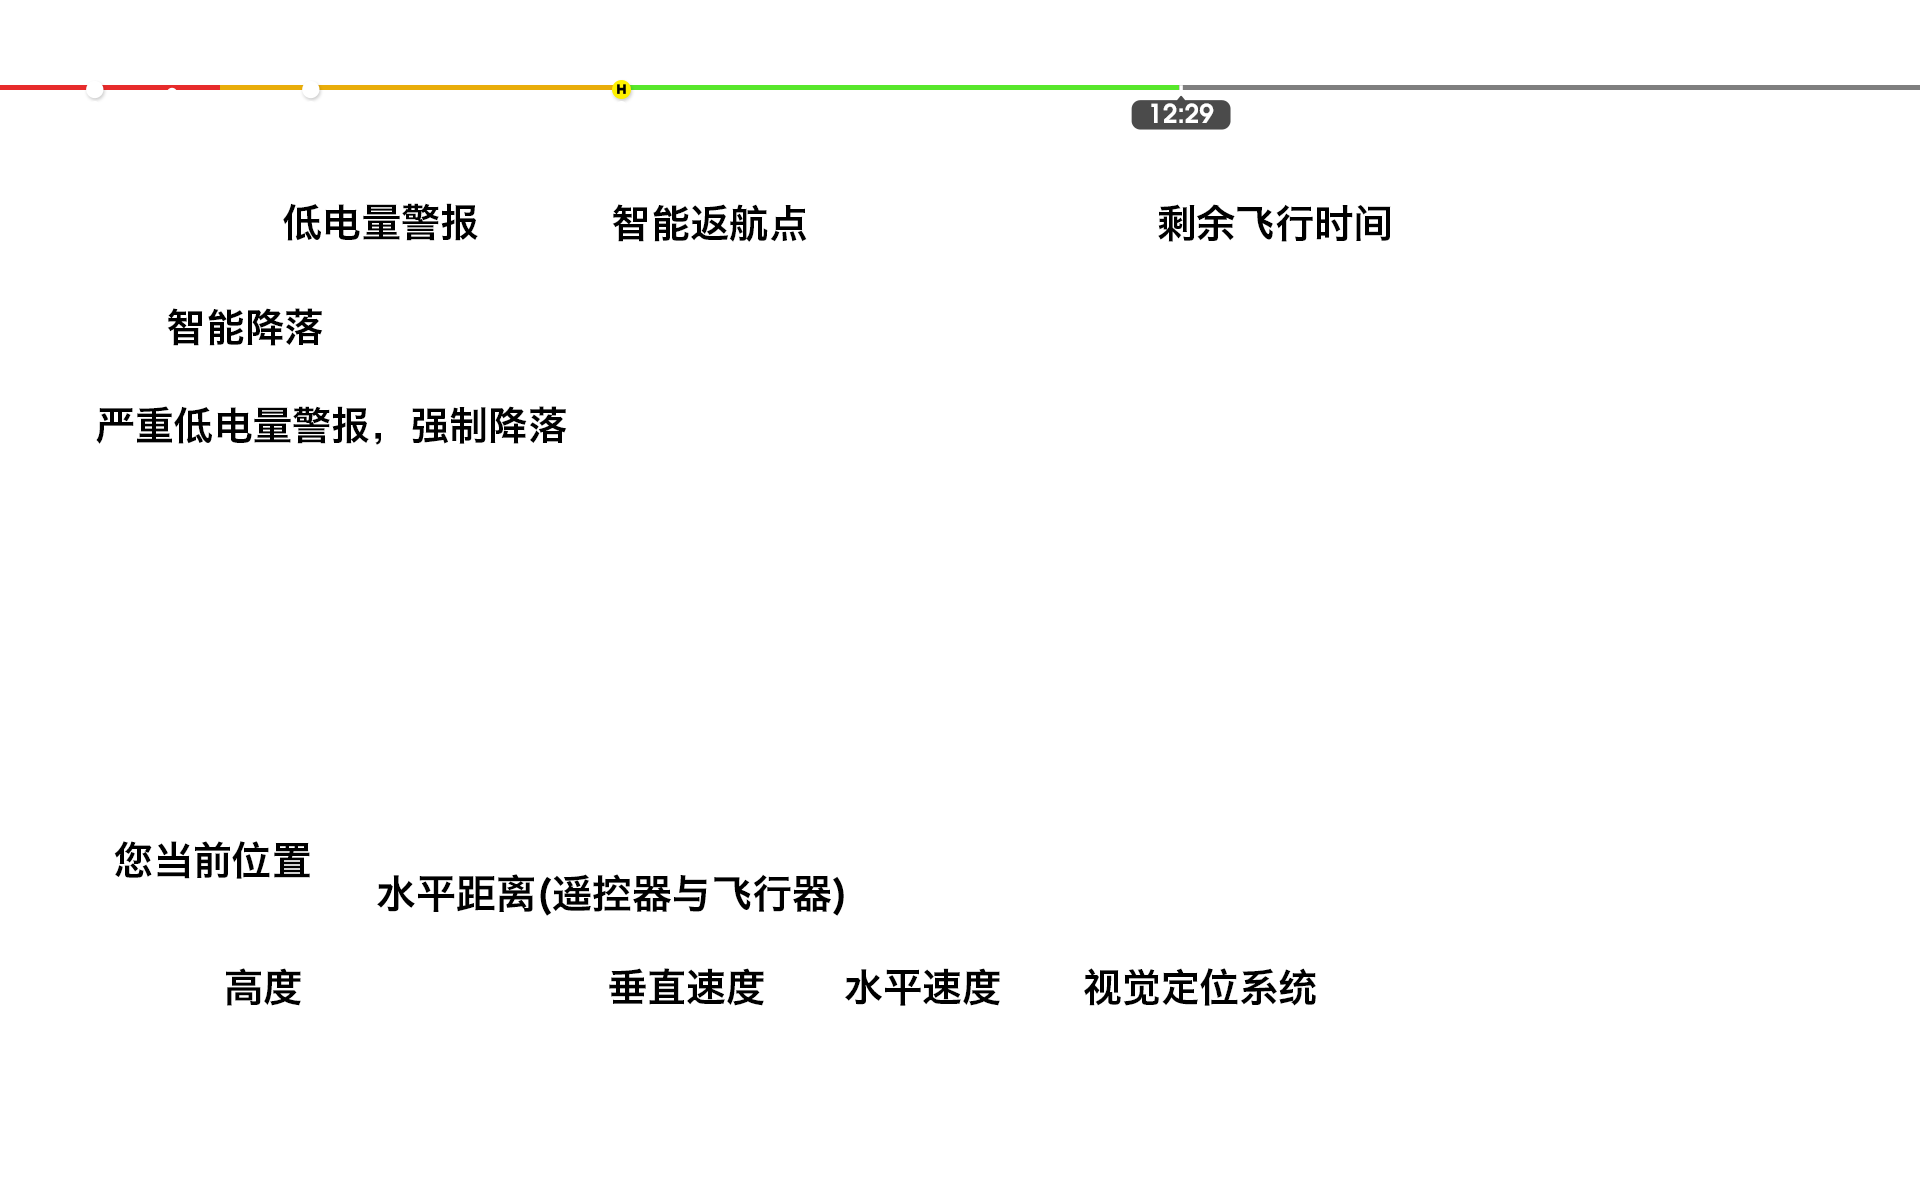 H
12:29
低电量警报
智能返航点
剩余飞行时间
智能降落
严重低电量警报，强制降落
您当前位置
水平距离(遥控器与飞行器)
高度
垂直速度
水平速度
视觉定位系统